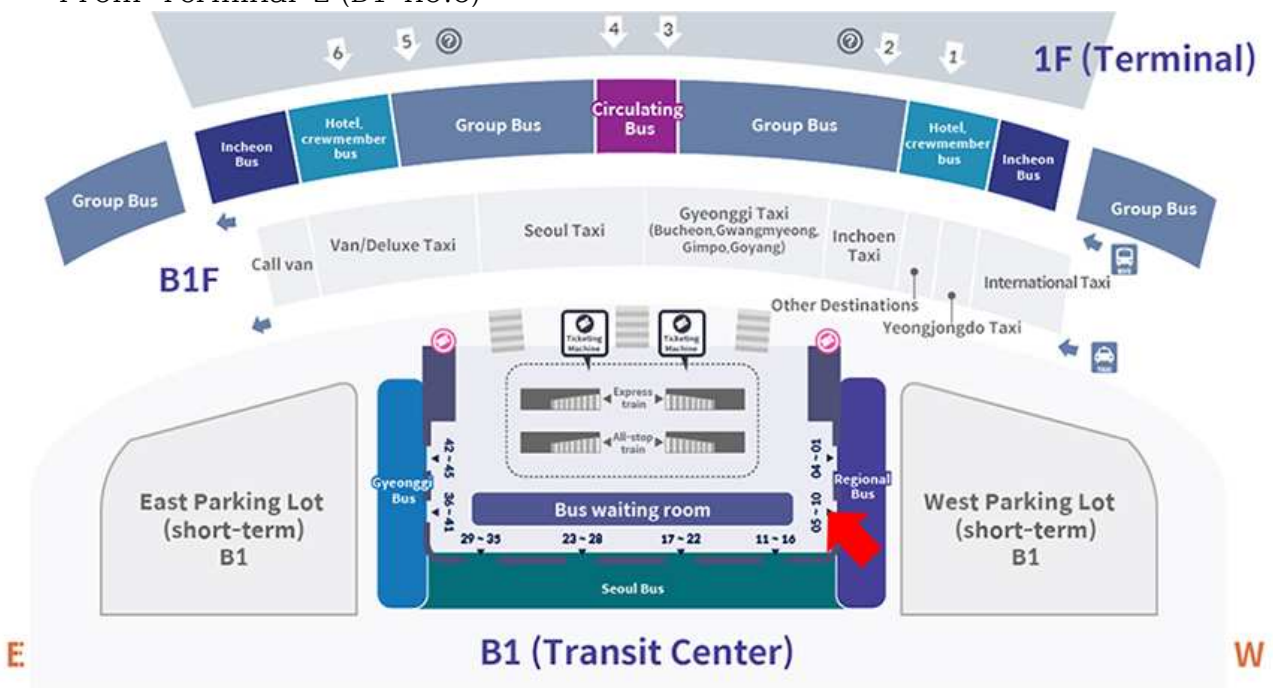 From Terminal 2 (B1
6
5
4
3
2
1
1F (Terminal)
Group Bus
Incheon
Bus
Hotel,
crewmember
bus
Group Bus
Circulating
Bus
Group Bus
Hotel,
crewmember
bus
Incheon
Bus
Group Bus
BUS
B1F
Call van
Van/Deluxe Taxi
Seoul Taxi
Gyeonggi Taxi
(Bucheon,Gwangmyeong,
Gimpo,Goyang)
Inchoen
Taxi
Other Destinations
Yeongjongdo Taxi
International Taxi
TAXI
Ticketing
Machine
Ticketing
Machine
Express
train
All-stop
train
42 ~ 45
36 ~ 41
04 ~ 01
05 ~ 10
Gyeonggi
Bus
Regional
Bus
Bus waiting room
29 ~ 35
23 ~ 28
17 ~ 22
11 ~ 16
Seoul Bus
East Parking Lot
(short-term)
B1
West Parking Lot
(short-term)
B1
E
B1 (Transit Center)
W